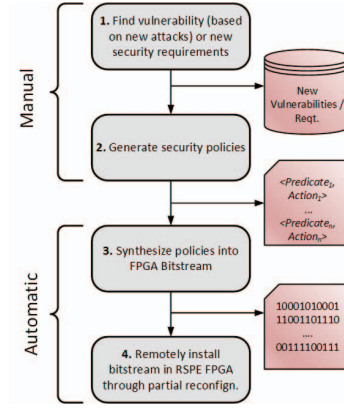 1. Find vulnerability (based
on new attacks) or new
security requirements
New
Vulnerabilities /
Reqt.
Manual
2. Generate security policies
<Predicate1,
Action1>
...
<Predicaten,
Actionn>
3. Synthesize policies into
FPGA Bitstream
Automatic
10001010001
11001101110
....
00111100111
4. Remotely install
bitstream in RSPE FPGA
through partial reconfign.